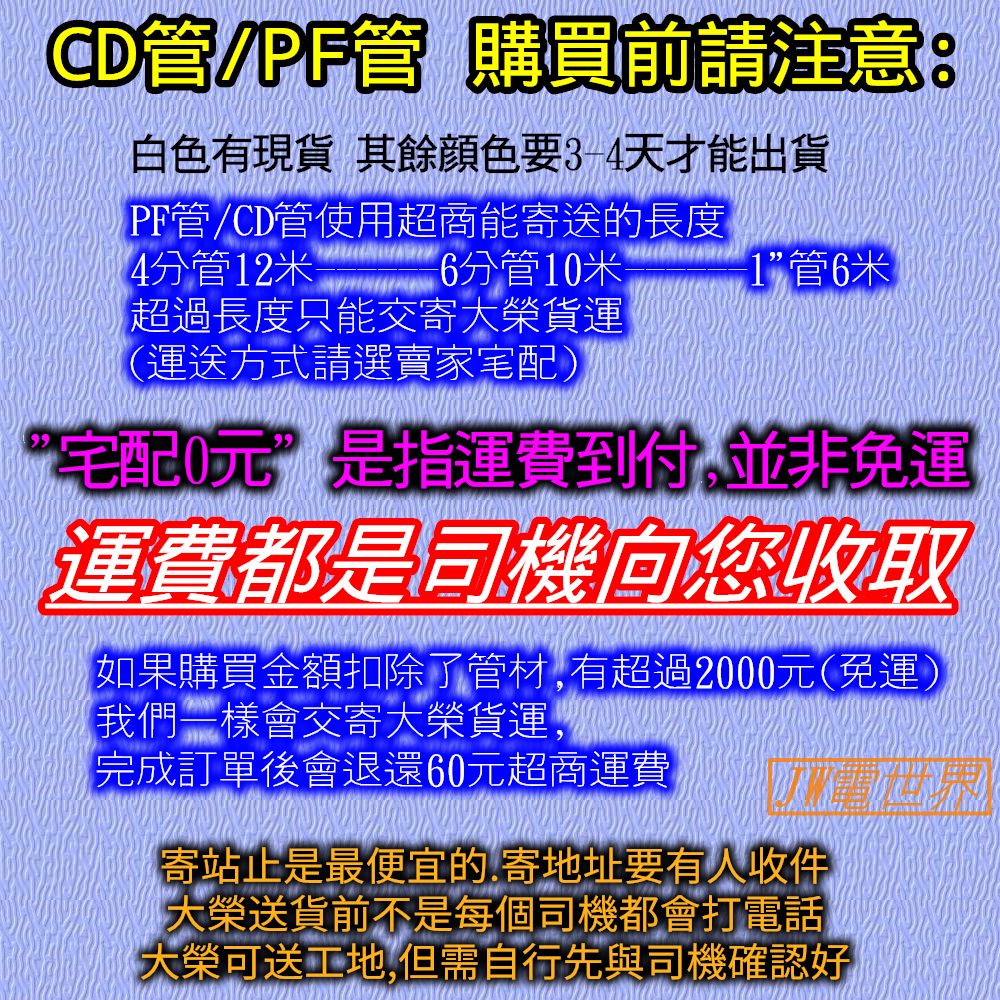 CD管/PF管 購買前請注意:
白色有現貨 其餘顏色要3-4天才能出貨
PF管/CD管使用超商能寄送的長度
4分管12米------6分管10米------1”管6米
超過長度只能交寄大榮貨運
(運送方式請選賣家宅配)
”宅配0元” 是指運費到付,並非免運
運費都是司機向您收取
如果購買金額扣除了管材,有超過2000元(免運)
我們一樣會交寄大榮貨運,
完成訂單後會退還60元超商運費
JW電世界
寄站止是最便宜的.寄地址要有人收件
大榮送貨前不是每個司機都會打電話
大榮可送工地,但需自行先與司機確認好